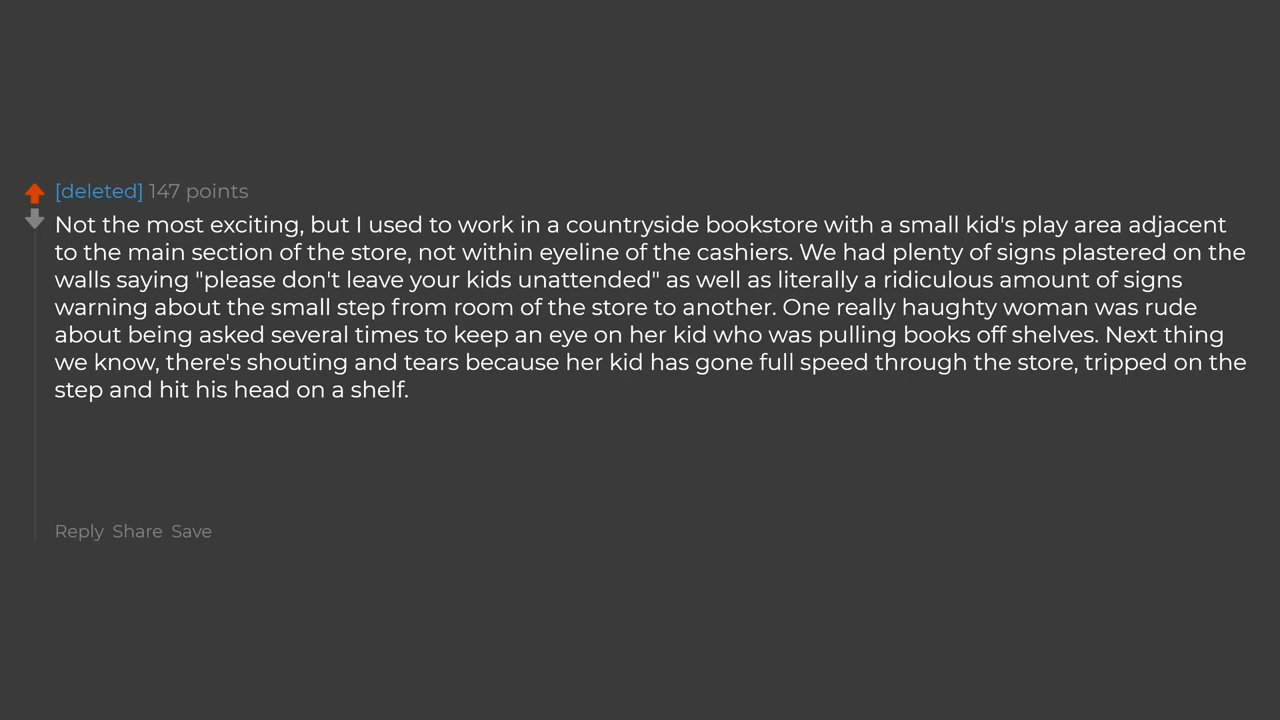 [deleted] 147 points
Not the most exciting, but I used to work in a countryside bookstore with a small kid's play area adjacent
to the main section of the store, not within eyeline of the cashiers. We had plenty of signs plastered on the
walls saying "please don't leave your kids unattended" as well as literally a ridiculous amount of signs
warning about the small step from room of the store to another. One really haughty woman was rude
about being asked several times to keep an eye on her kid who was pulling books off shelves. Next thing
we know, there's shouting and tears because her kid has gone full speed through the store, tripped on the
step and hit his head on a shelf.
Reply Share Save